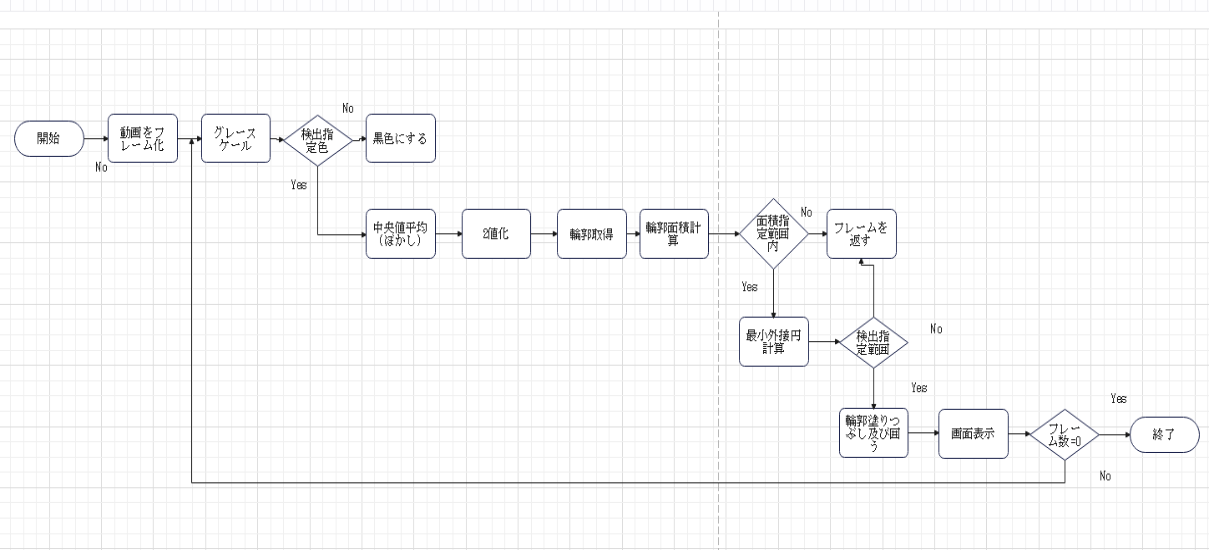 開始
No
動画をフ
レーム化
グレース
ケール
検出指
定色
No
黒色にする
Yes
中央値平均
(ぼかし)
2値化
輪郭取得
輪郭面積計
算
面積指
定範囲
内
No
フレームを
返す
Yes
最小外接円
計算
検出指
定範囲
No
Yes
輪郭塗りつ
ぶし及び囲
う
画面表示
フレー
ム数=0
Yes
終了
No